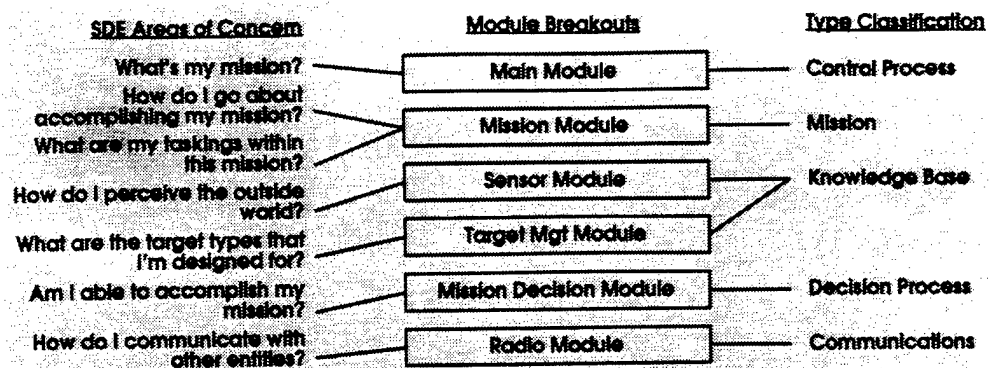 SDE Areas of Concern
Module Breakouts
Type Classification
What's my mission?
Main Module
Control Process
How do I go about
accomplishing my mission?
Mission Module
Mission
What are my taskings within
this mission?
How do I perceive the outside
world?
Sensor Module
Knowledge Base
What are the target types that
I'm designed for?
Target Mgt Module
Am I able to accomplish my
mission?
Mission Decision Module
Decision Process
How do I communicate with
other entities?
Radio Module
Communications